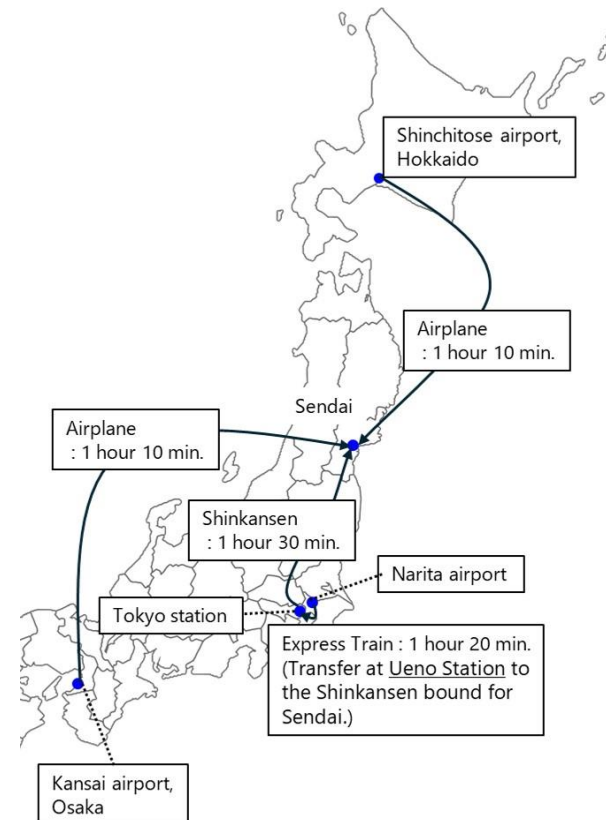 Shinchitose airport,
Hokkaido
Airplane
: 1 hour 10 min.
Sendai
Airplane
: 1 hour 10 min.
Shinkansen
: 1 hour 30 min.
Narita airport
Tokyo station
Express Train : 1 hour 20 min.
(Transfer at Ueno Station to
the Shinkansen bound for
Sendai.)
Kansai airport,
Osaka